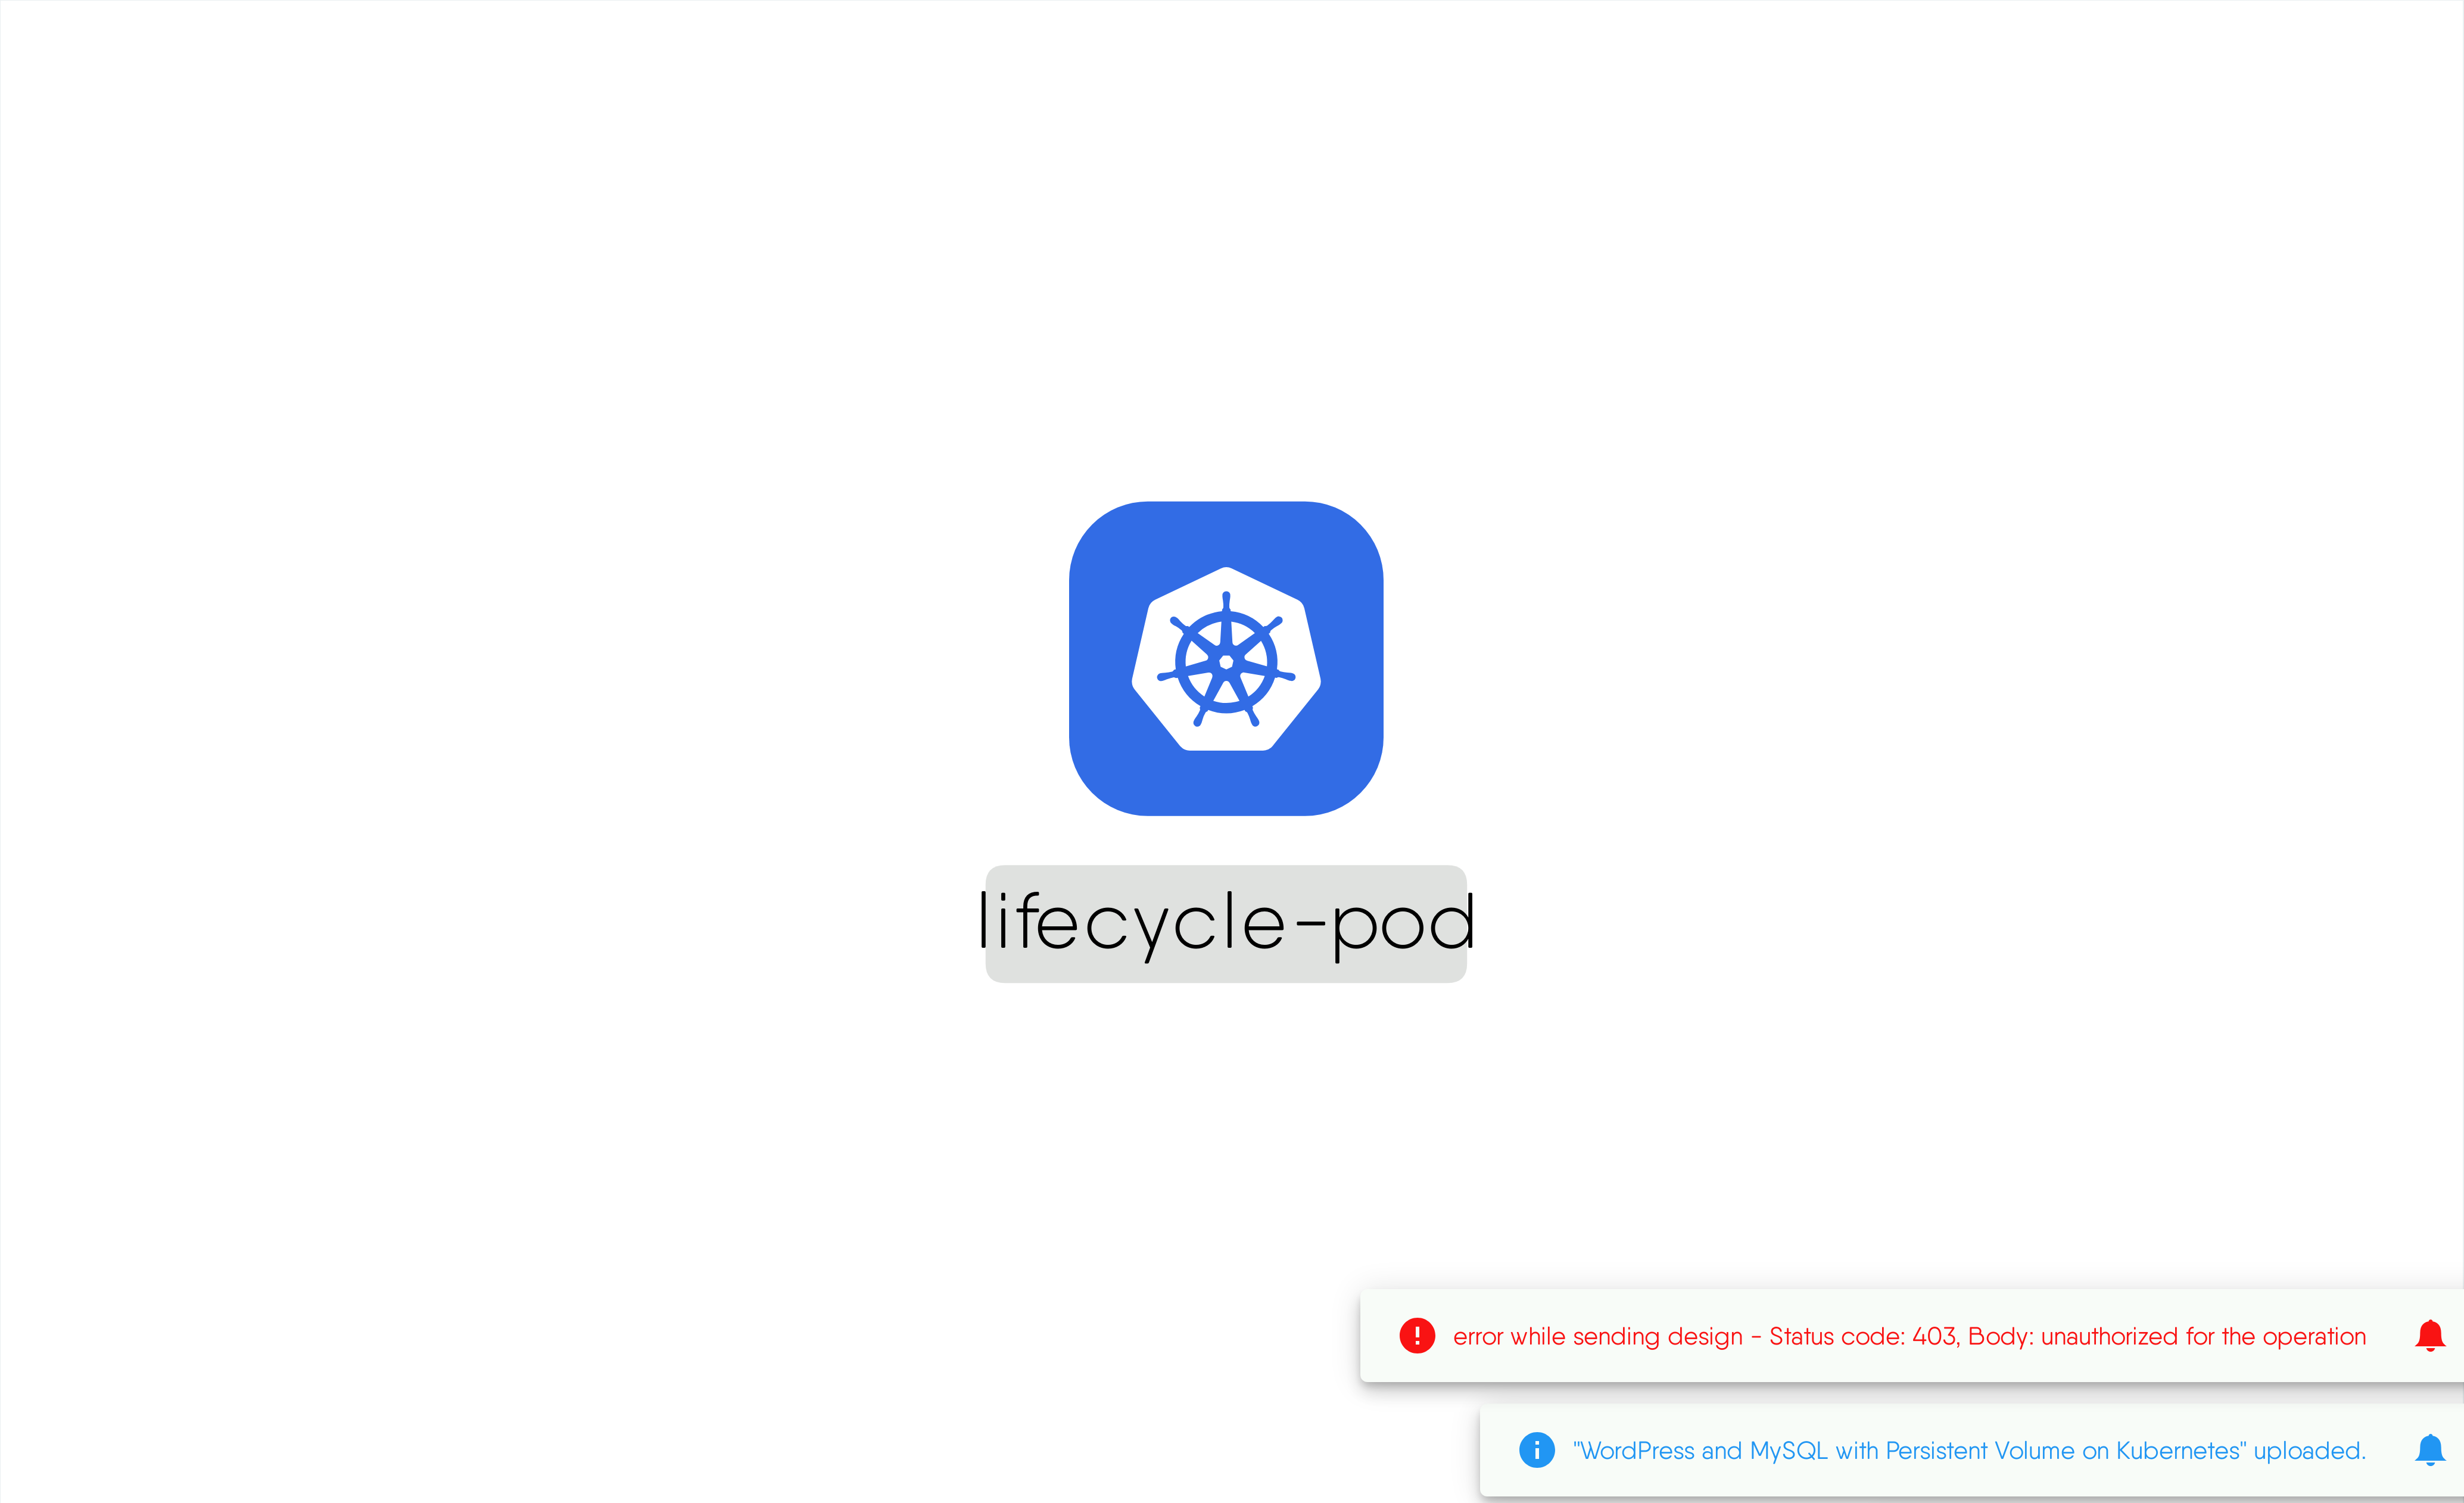 lifecycle-pod
error while sending design - Status code: 403, Body: unauthorized for the operation
"WordPress and MySQL with Persistent Volume on Kubernetes" uploaded.